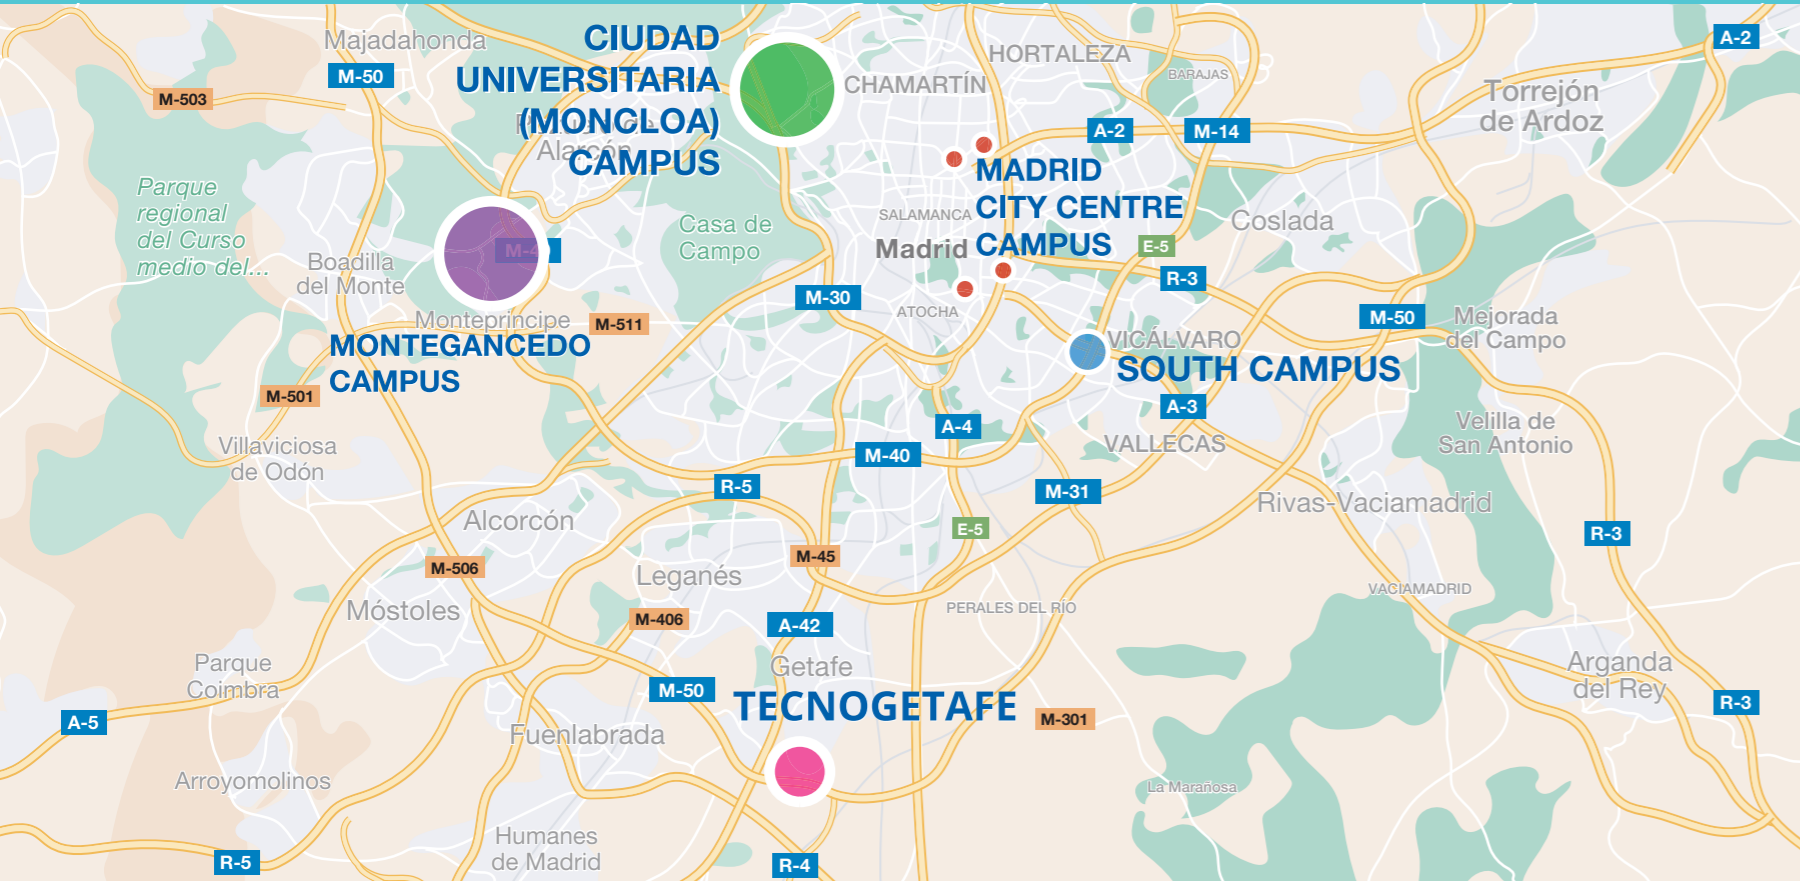 Majadahonda
M-50
M-503
CIUDAD
UNIVERSITARIA
(MONCLOA)
CAMPUS
Alarcón
CHAMARTÍN
HORTALEZA
BARAJAS
A-2
Torrejón
de Ardoz
A-2
M-14
MADRID
CITY CENTRE
CAMPUS
SALAMANCA
Madrid
E-5
Coslada
R-3
Parque
regional
del Curso
medio del...
Casa de
Campo
Boadilla
del Monte
Monteprincipe
M-511
MONTEGANCEDO
CAMPUS
M-501
M-30
ATOCHA
VICÁLVARO
SOUTH CAMPUS
M-50
Mejorada
del Campo
A-3
VALLECAS
Velilla de
San Antonio
A-4
M-40
Villaviciosa
de Odón
R-5
M-31
Rivas-Vaciamadrid
Alcorcón
E-5
R-3
M-45
M-506
Leganés
Móstoles
M-406
A-42
PERALES DEL RÍO
VACIAMADRID
Getafe
Parque
Coimbra
M-50
TECNOGETAFE
M-301
Arganda
del Rey
R-3
A-5
Fuenlabrada
Arroyomolinos
La Marañosa
Humanes
de Madrid
R-5
R-4